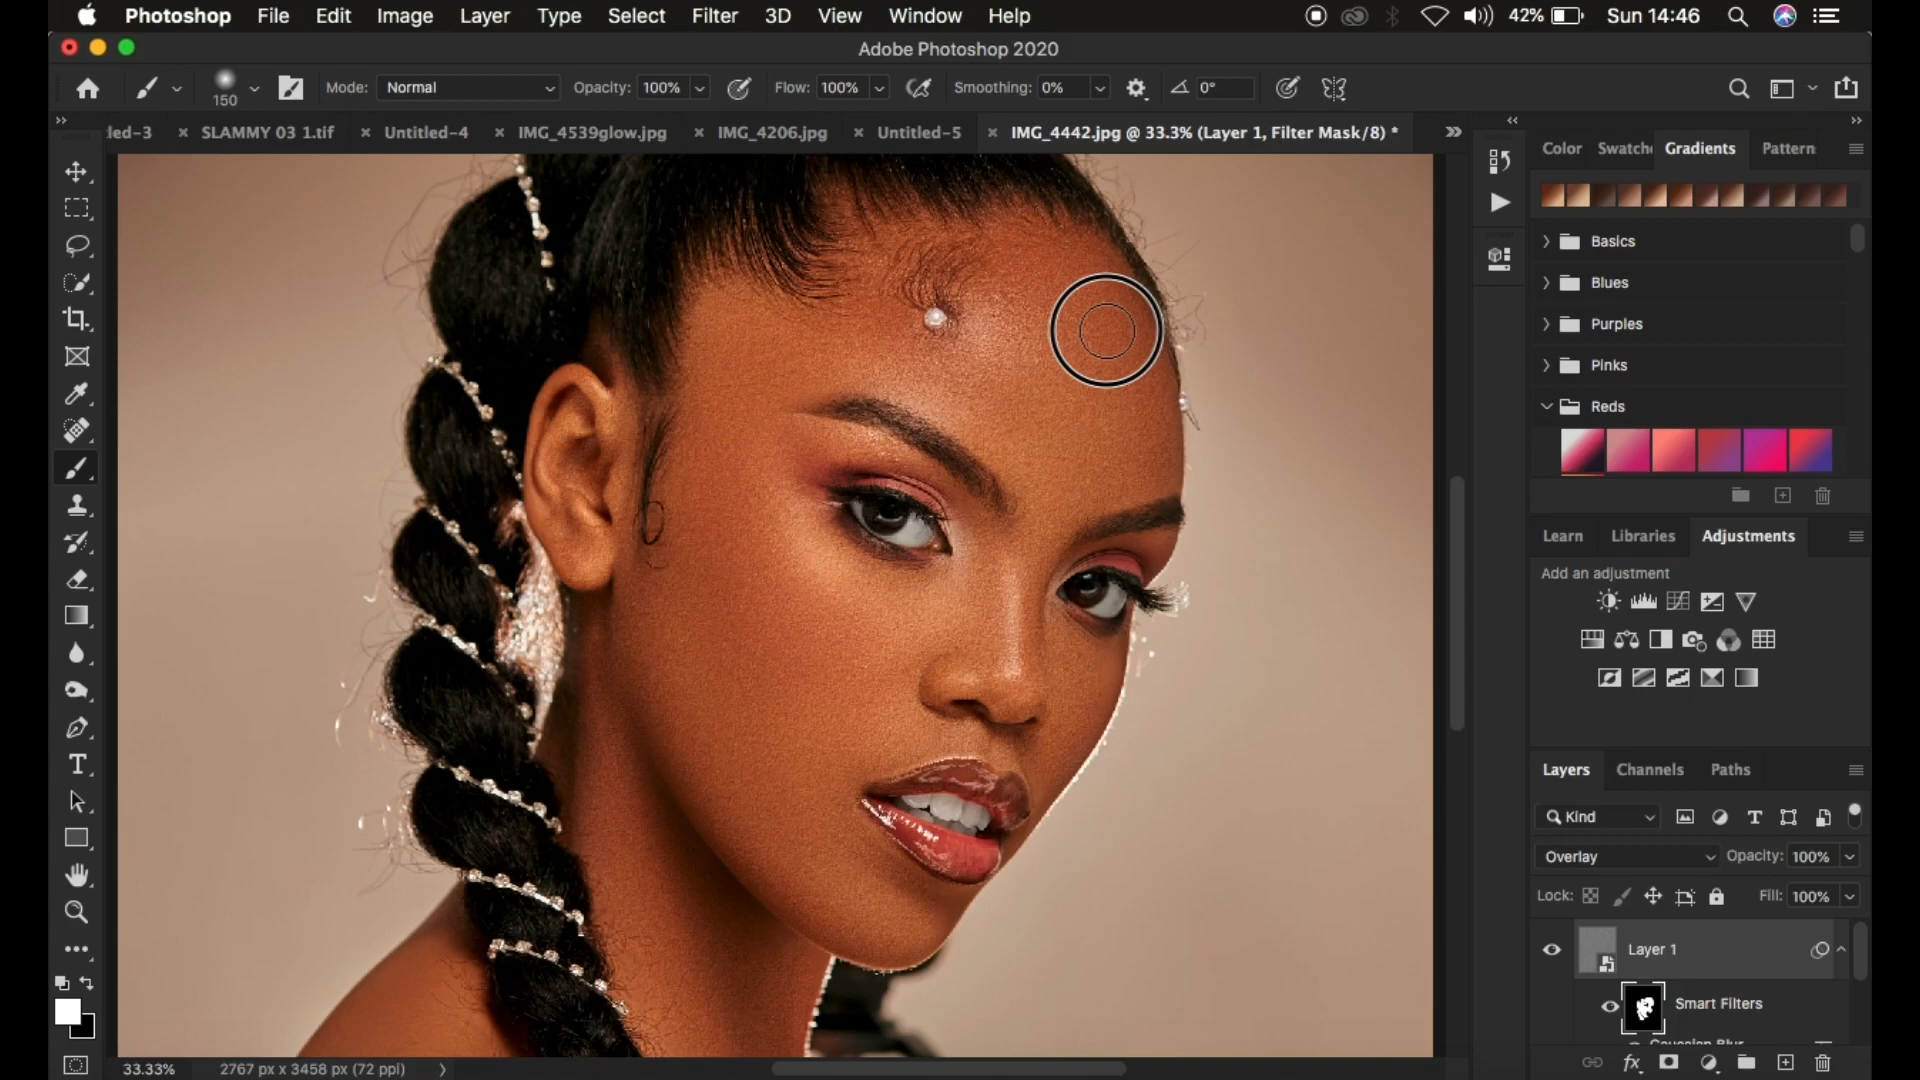 Photoshop File Edit Image Layer Type Select Filter 3D View Window Help 42% Sun 14:46
Adobe Photoshop 2020
150 Mode: Normal Opacity: 100% Flow: 100% Smoothing: 0% 0°
led-3 × SLAMMY 03 1.tif × Untitled-4 × IMG_4539glow.jpg × IMG_4206.jpg × Untitled-5 × IMG_4442.jpg @ 33.3% (Layer 1, Filter Mask/8) *
Color Swatche Gradients Pattern
Basics
Blues
Purples
Pinks
Reds
Learn Libraries Adjustments
Add an adjustment
Layers Channels Paths
Kind
Overlay Opacity: 100%
Lock: Fill: 100%
Layer 1
Smart Filters
Gaussian Blur
33.33% 2767 px x 3458 px (72 ppi)